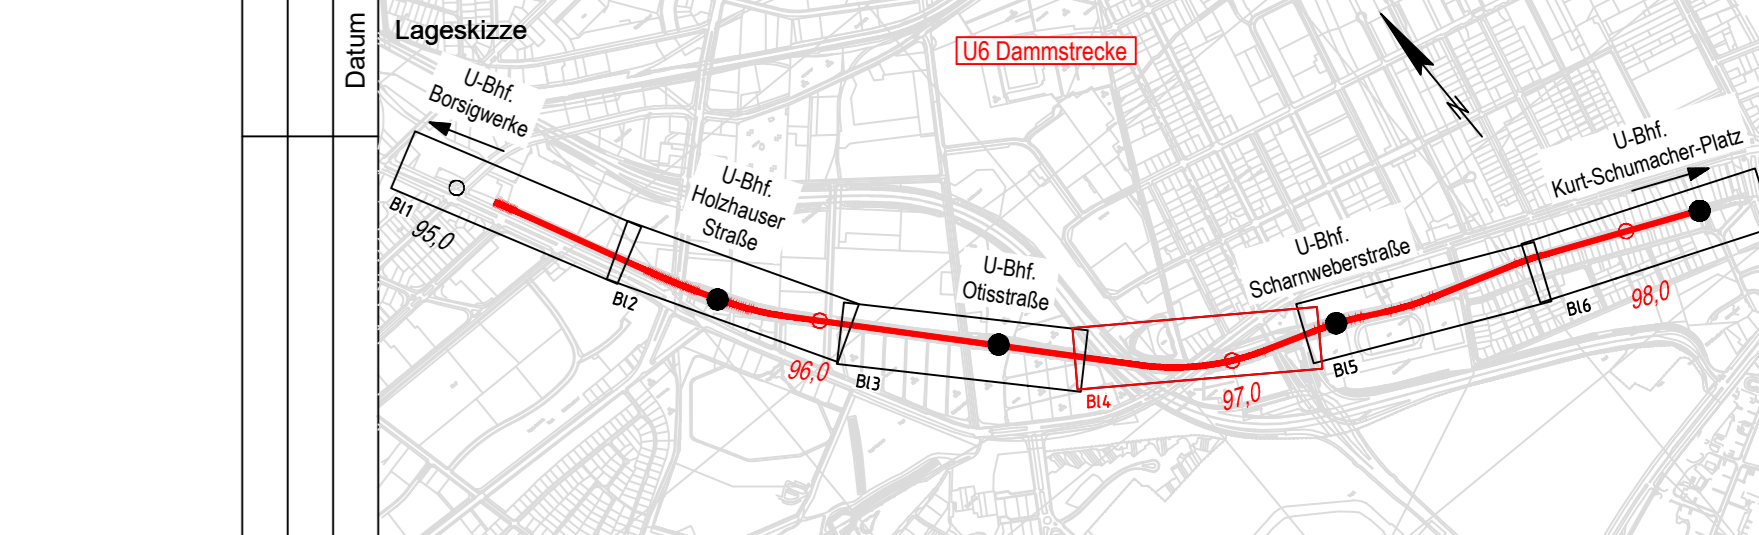 Datum
Lageskizze
U6 Dammstrecke
U-Bhf.
Borsigwerke
U-Bhf.
Holzhauser
Straße
U-Bhf.
Otisstraße
U-Bhf.
Scharnweberstraße
U-Bhf.
Kurt-Schumacher-Platz
N
Bl1
95,0
Bl2
96,0
Bl3
Bl4
97,0
Bl5
Bl6
98,0